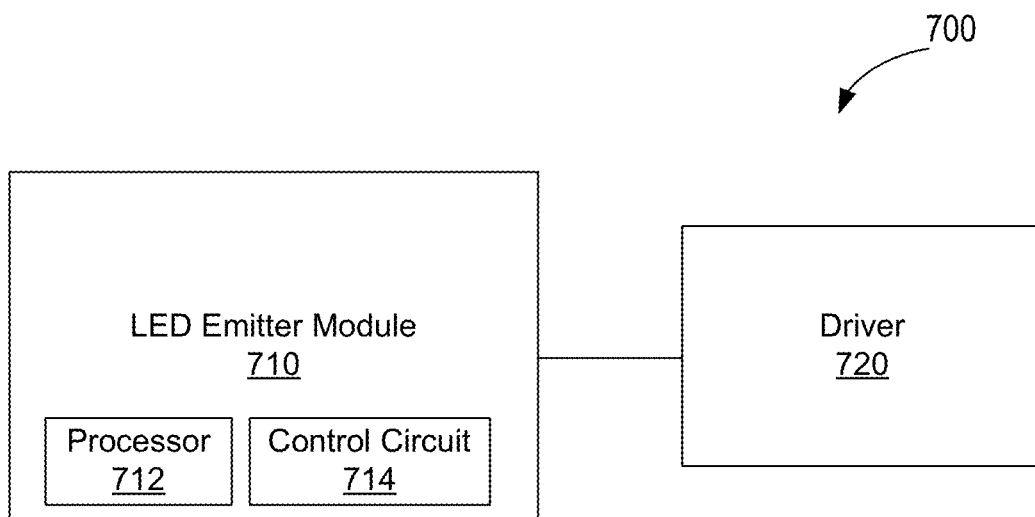 700
LED Emitter Module
710
Driver
720
Processor
712
Control Circuit
714